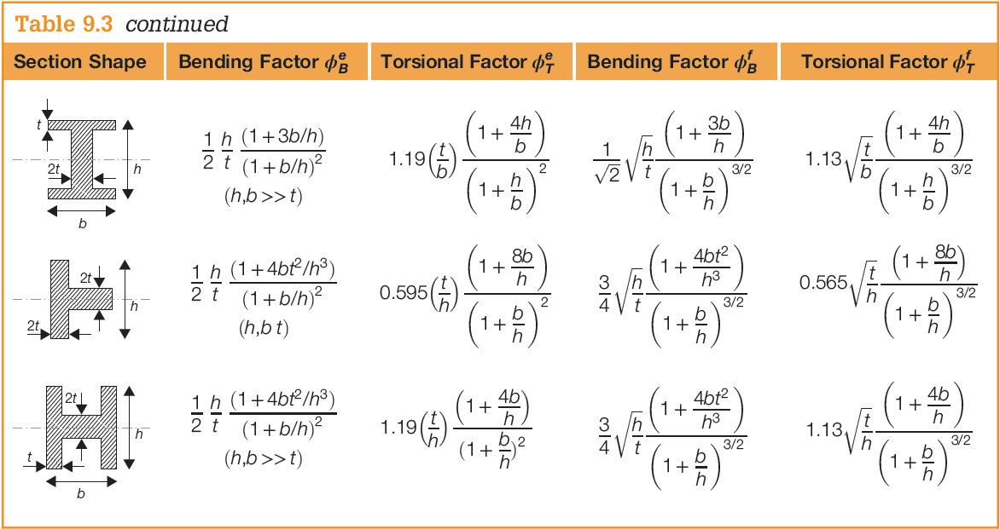 Table 9.3 continued
Section Shape Bending Factor ϕ_B^e Torsional Factor ϕ_T^e Bending Factor ϕ_B^f Torsional Factor ϕ_T^f
t 2t h b
\frac{1}{2} \frac{h}{t} \frac{(1+3b/h)}{(1+b/h)^2}
(h,b >> t)
1.19\left(\frac{t}{b}\right) \frac{\left(1+\frac{4h}{b}\right)}{\left(1+\frac{h}{b}\right)^2}
\frac{1}{\sqrt{2}} \sqrt{\frac{h}{t}} \frac{\left(1+\frac{3b}{h}\right)}{\left(1+\frac{b}{h}\right)^{3/2}}
1.13\sqrt{\frac{t}{b}} \frac{\left(1+\frac{4h}{b}\right)}{\left(1+\frac{h}{b}\right)^{3/2}}
2t h 2t
\frac{1}{2} \frac{h}{t} \frac{(1+4bt^2/h^3)}{(1+b/h)^2}
(h,b t)
0.595\left(\frac{t}{h}\right) \frac{\left(1+\frac{8b}{h}\right)}{\left(1+\frac{b}{h}\right)^2}
\frac{3}{4} \sqrt{\frac{h}{t}} \frac{\left(1+\frac{4bt^2}{h^3}\right)}{\left(1+\frac{b}{h}\right)^{3/2}}
0.565\sqrt{\frac{t}{h}} \frac{\left(1+\frac{8b}{h}\right)}{\left(1+\frac{b}{h}\right)^{3/2}}
2t h t b
\frac{1}{2} \frac{h}{t} \frac{(1+4bt^2/h^3)}{(1+b/h)^2}
(h,b >> t)
1.19\left(\frac{t}{h}\right) \frac{\left(1+\frac{4b}{h}\right)}{(1+\frac{b}{h})^2}
\frac{3}{4} \sqrt{\frac{h}{t}} \frac{\left(1+\frac{4bt^2}{h^3}\right)}{\left(1+\frac{b}{h}\right)^{3/2}}
1.13\sqrt{\frac{t}{h}} \frac{\left(1+\frac{4b}{h}\right)}{\left(1+\frac{b}{h}\right)^{3/2}}